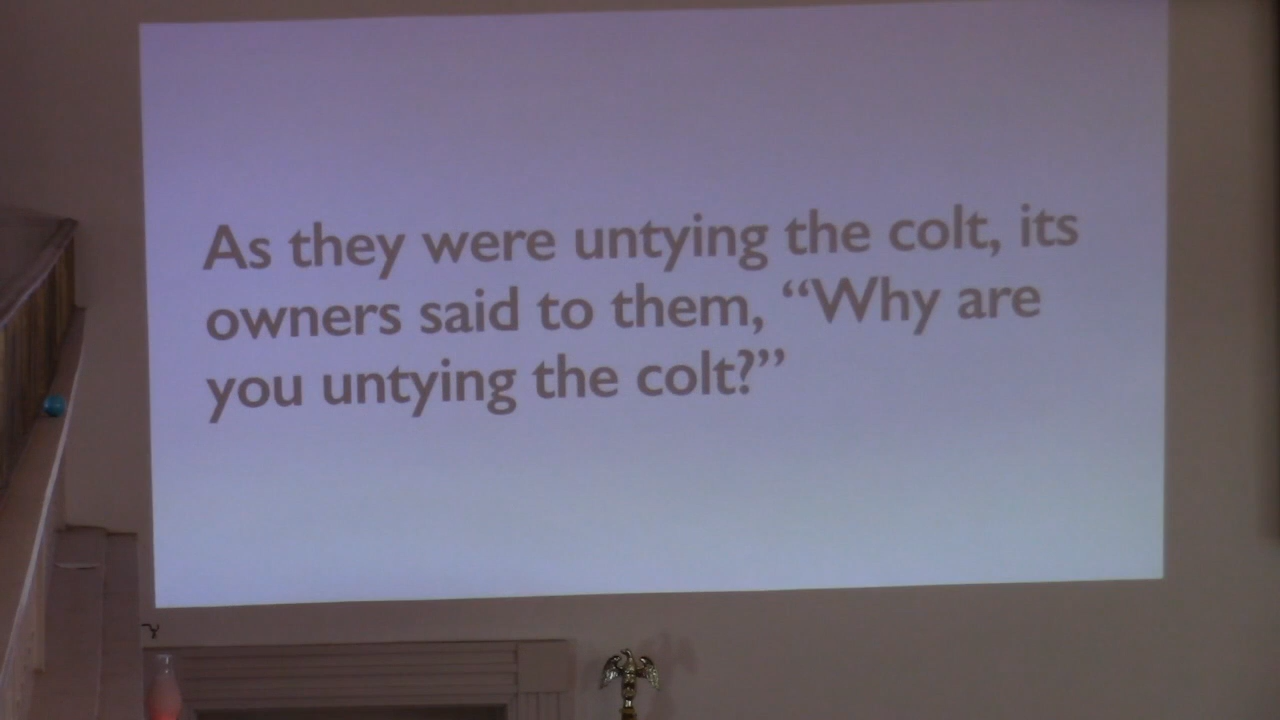 As they were untying the colt, its
owners said to them, “Why are
you untying the colt?”